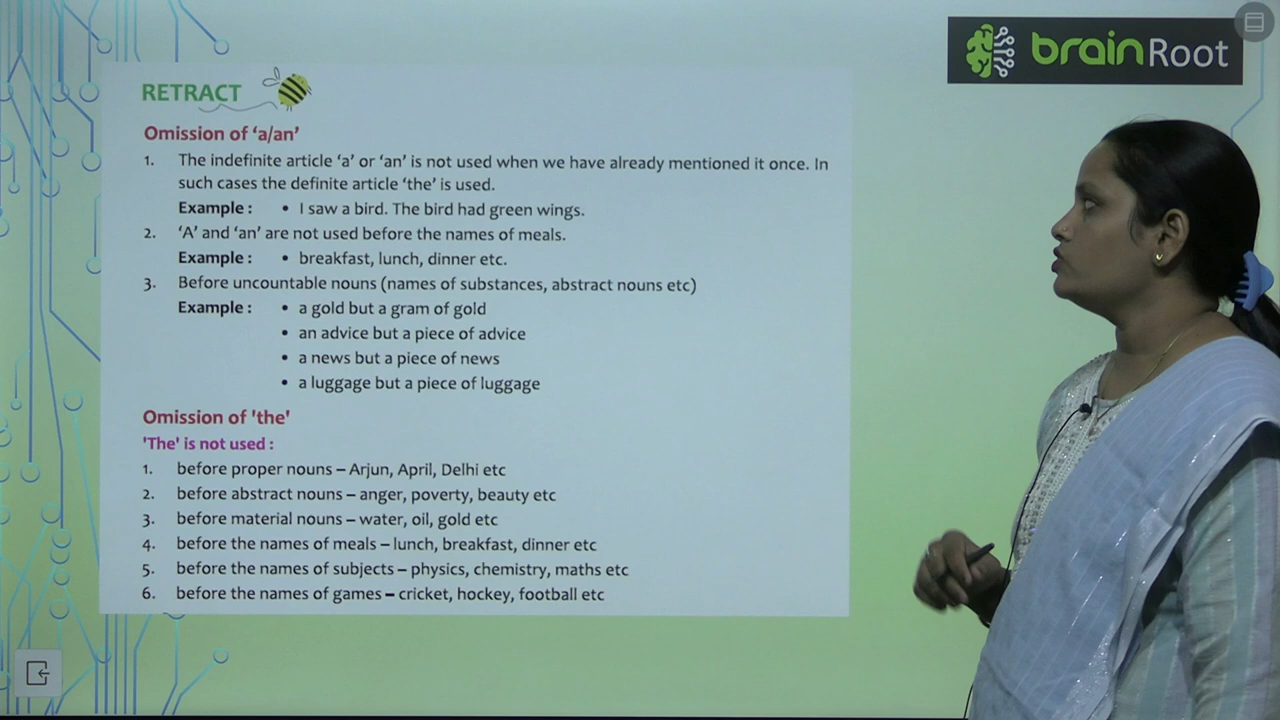 brainRoot
RETRACT
Omission of ‘a/an’
1. The indefinite article ‘a’ or ‘an’ is not used when we have already mentioned it once. In
such cases the definite article ‘the’ is used.
Example : • I saw a bird. The bird had green wings.
2. ‘A’ and ‘an’ are not used before the names of meals.
Example : • breakfast, lunch, dinner etc.
3. Before uncountable nouns (names of substances, abstract nouns etc)
Example : • a gold but a gram of gold
• an advice but a piece of advice
• a news but a piece of news
• a luggage but a piece of luggage
Omission of 'the'
'The' is not used :
1. before proper nouns – Arjun, April, Delhi etc
2. before abstract nouns – anger, poverty, beauty etc
3. before material nouns – water, oil, gold etc
4. before the names of meals – lunch, breakfast, dinner etc
5. before the names of subjects – physics, chemistry, maths etc
6. before the names of games – cricket, hockey, football etc